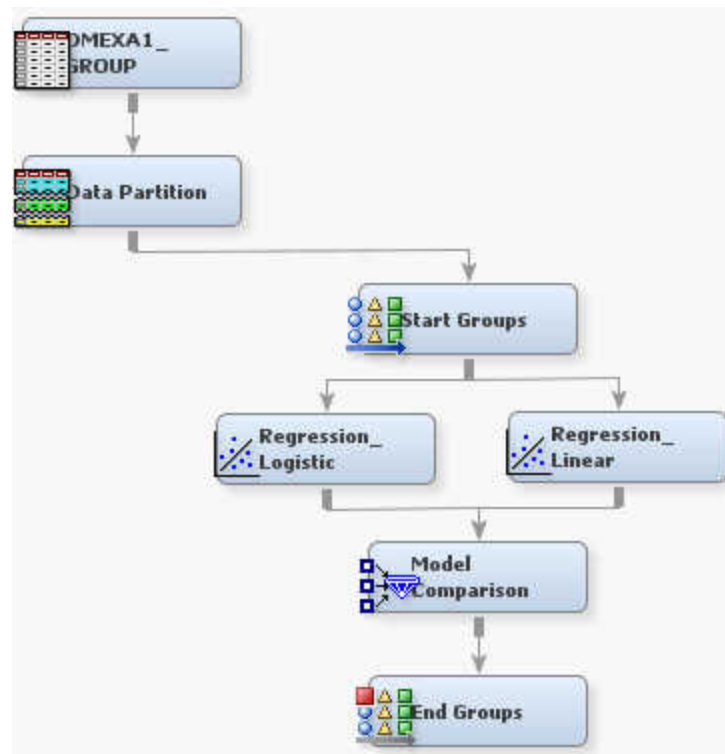 DMEXA1_
GROUP
Data Partition
Start Groups
Regression_
Logistic
Regression_
Linear
Model
Comparison
End Groups